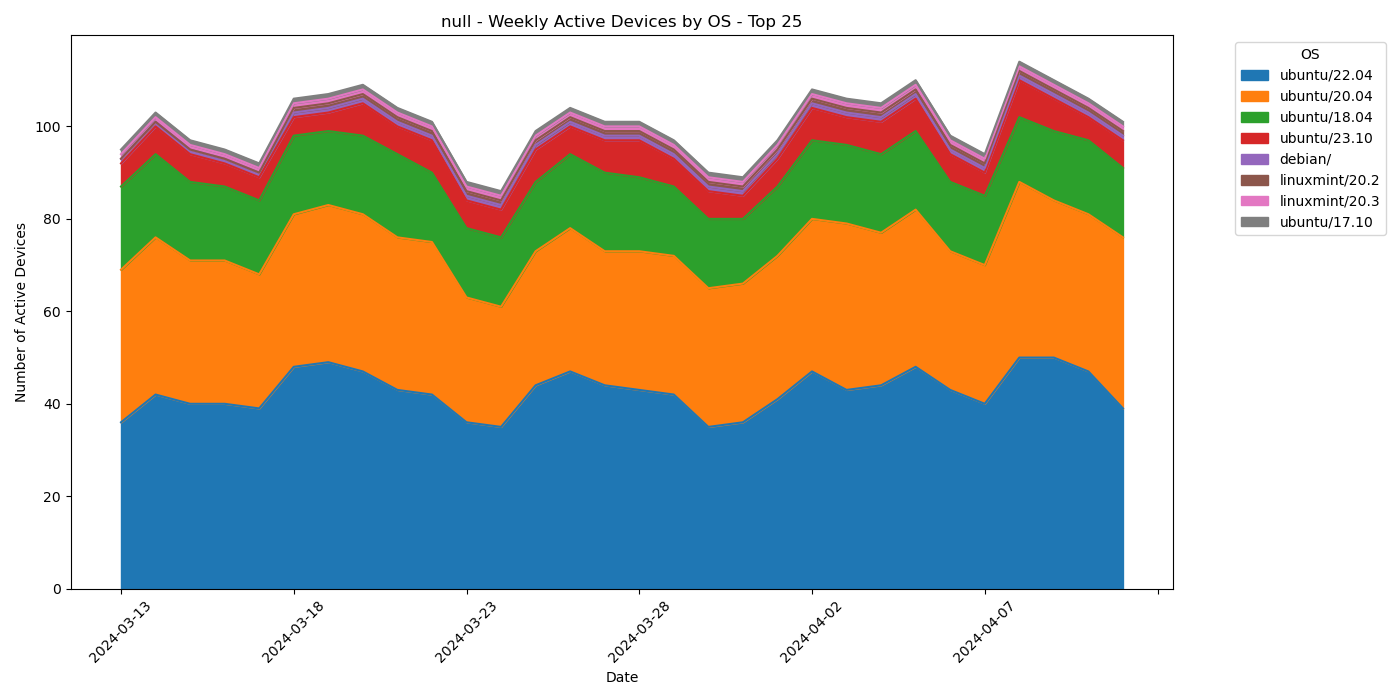 null - Weekly Active Devices by OS - Top 25
Number of Active Devices
100
80
60
40
20
0
2024-03-13
2024-03-18
2024-03-23
2024-03-28
2024-04-02
2024-04-07
Date
OS
ubuntu/22.04
ubuntu/20.04
ubuntu/18.04
ubuntu/23.10
debian/
linuxmint/20.2
linuxmint/20.3
ubuntu/17.10